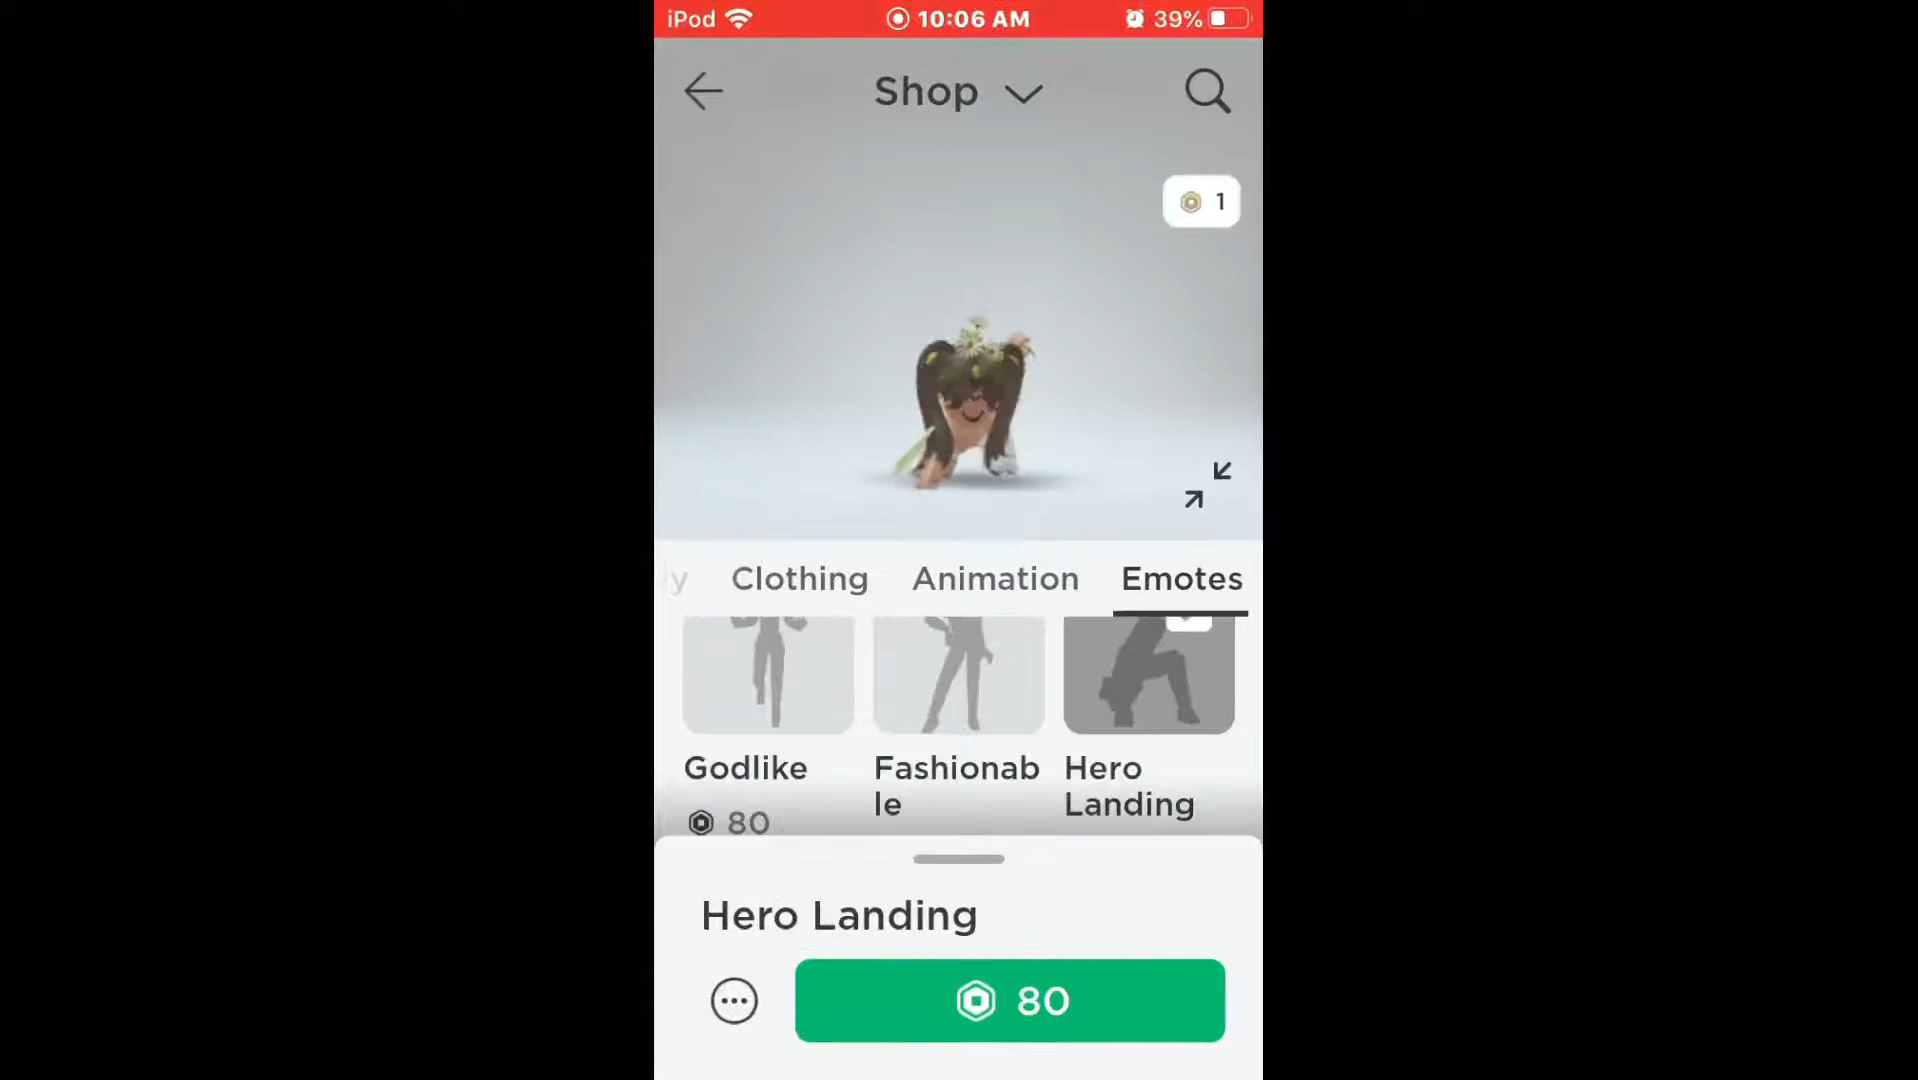 iPod 10:06 AM 39%
Shop
1
y Clothing Animation Emotes
Godlike Fashionab Hero
le Landing
80
Hero Landing
80